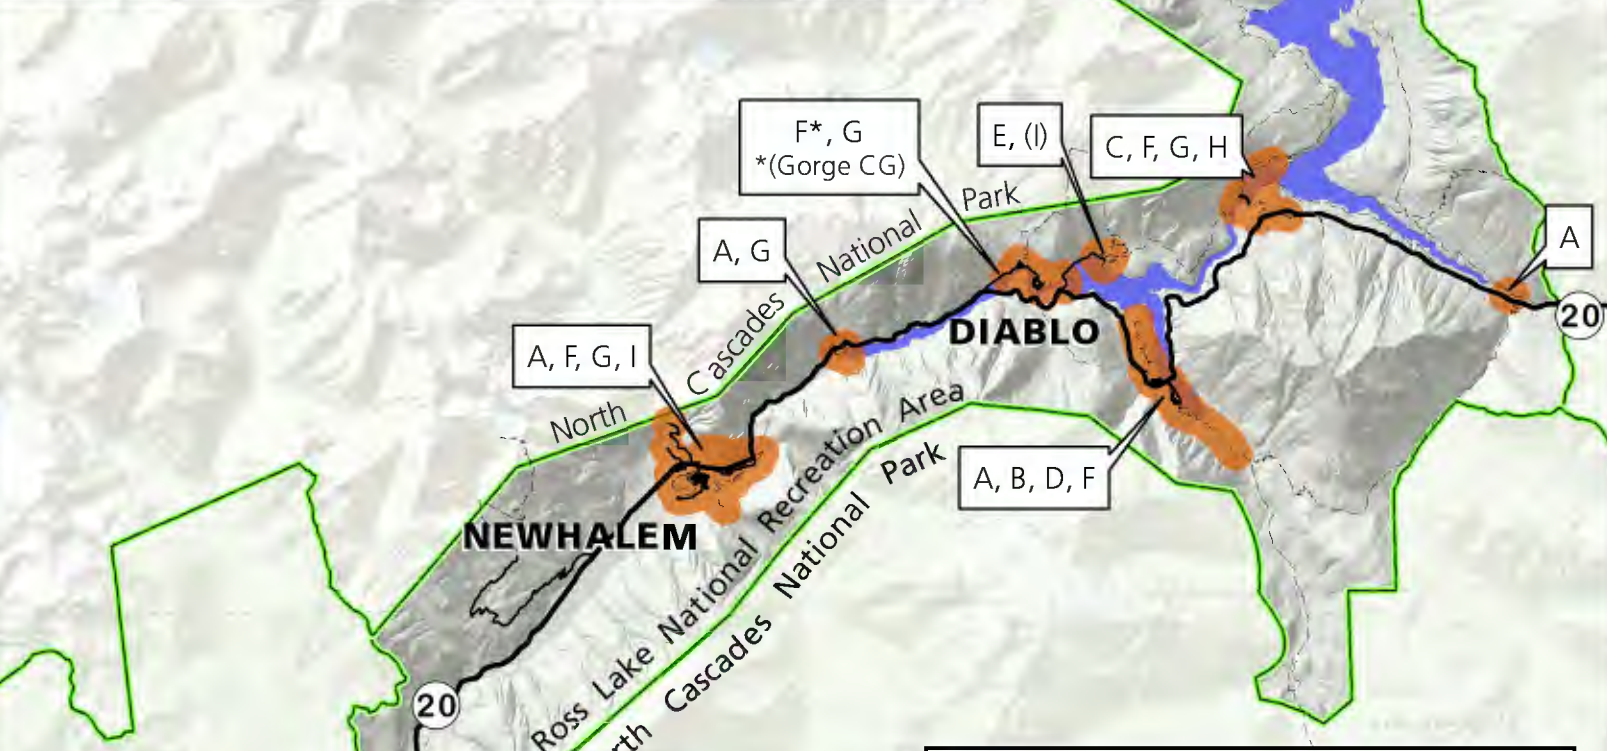 F*, G
*(Gorge CG)
E, (I)
C, F, G, H
A, G
A
20
North Cascades National Park
DIABLO
A, F, G, I
A, B, D, F
NEWHALEM
Ross Lake National Recreation Area
rth Cascades National Park
20